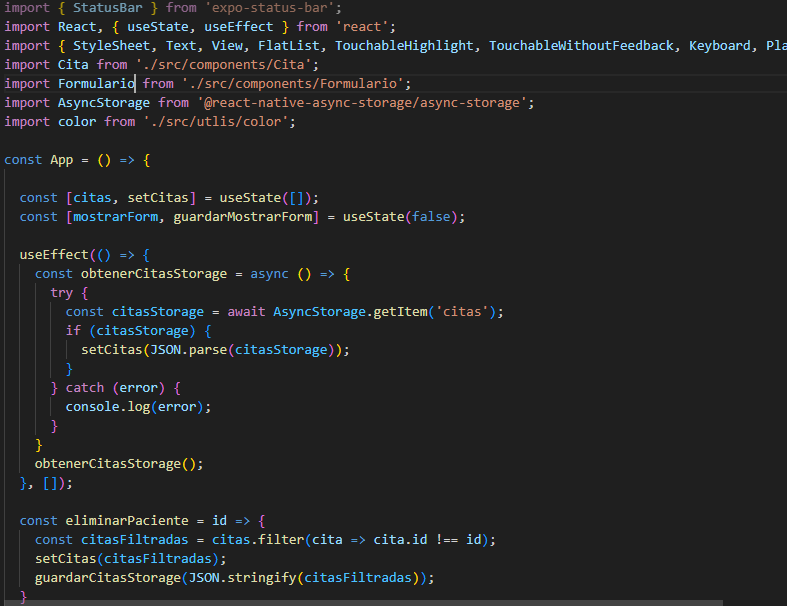 import { StatusBar } from 'expo-status-bar';
import React, { useState, useEffect } from 'react';
import { StyleSheet, Text, View, FlatList, TouchableHighlight, TouchableWithoutFeedback, Keyboard, Pla
import Cita from './src/components/Cita';
import Formulario from './src/components/Formulario';
import AsyncStorage from '@react-native-async-storage/async-storage';
import color from './src/utlis/color';
const App = () => {
const [citas, setCitas] = useState([]);
const [mostrarForm, guardarMostrarForm] = useState(false);
useEffect(() => {
const obtenerCitasStorage = async () => {
try {
const citasStorage = await AsyncStorage.getItem('citas');
if (citasStorage) {
setCitas(JSON.parse(citasStorage));
}
} catch (error) {
console.log(error);
}
}
obtenerCitasStorage();
}, []);
const eliminarPaciente = id => {
const citasFiltradas = citas.filter(cita => cita.id !== id);
setCitas(citasFiltradas);
guardarCitasStorage(JSON.stringify(citasFiltradas));
}